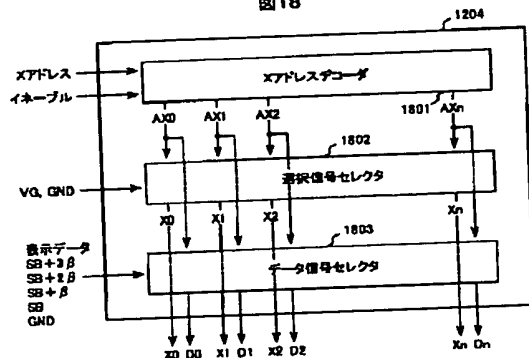 図18
1204
Xアドレス
イネーブル
Xアドレスデコーダ
AX0 AX1 AX2 1801 AXn
1802
VG, GND
選択信号セレクタ
X0 X1 X2 Xn
1803
表示データ
SB+3β
SB+2β
SB+β
SB
GND
データ信号セレクタ
X0 D0 X1 D1 X2 D2 Xn Dn